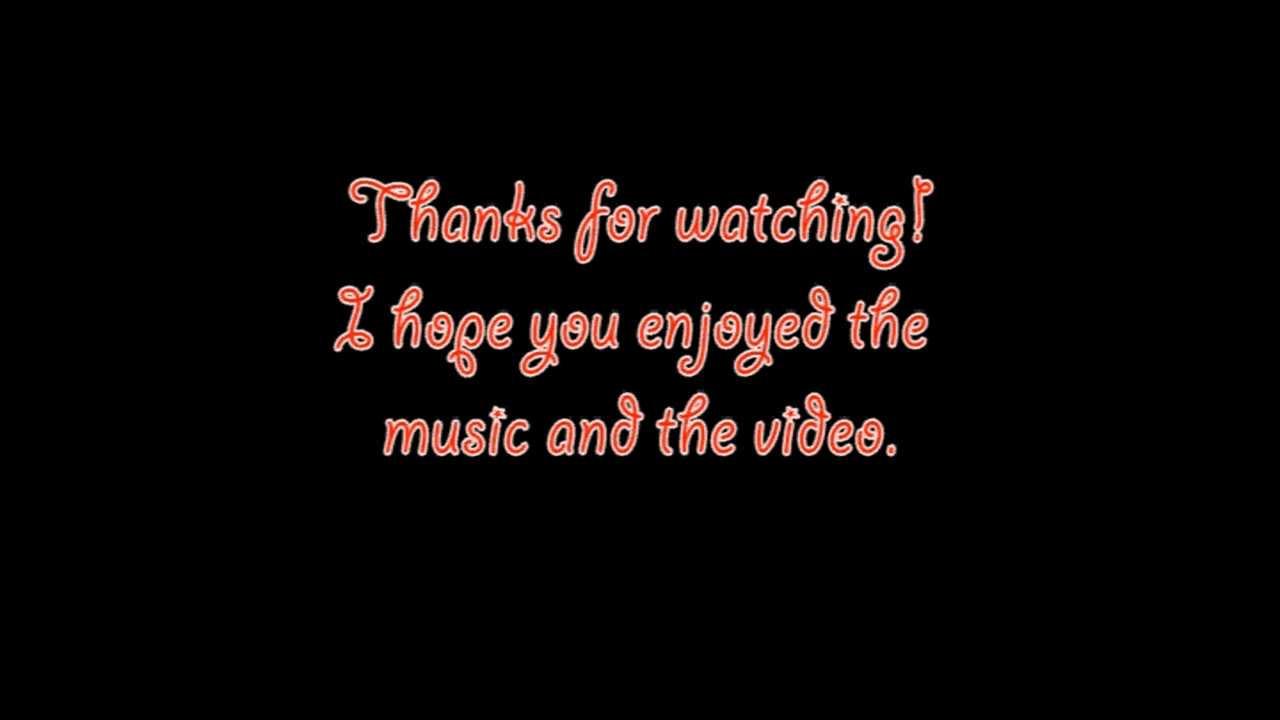 Thanks for watching!
I hope you enjoyed the
music and the video.